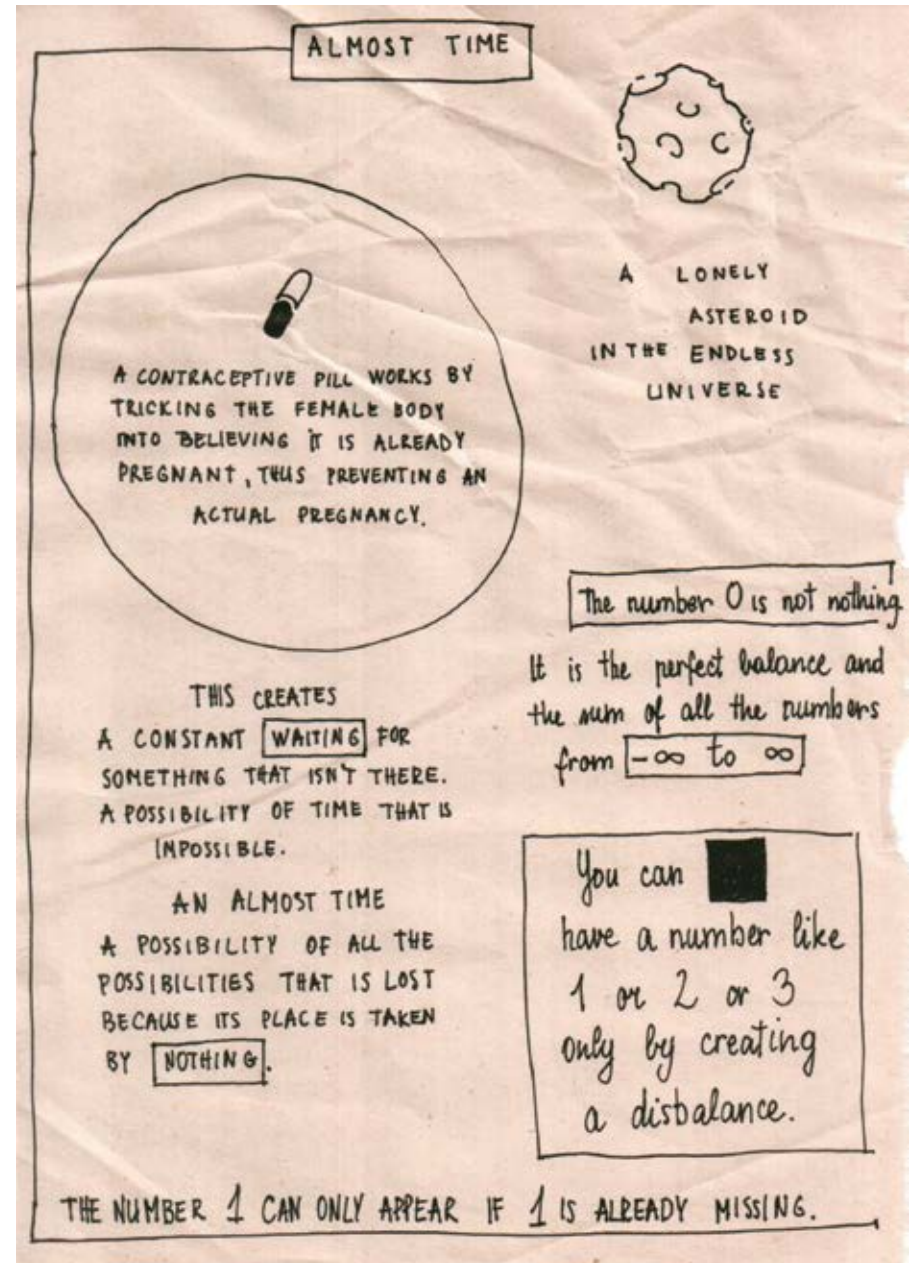 ALMOST TIME
A LONELY
ASTEROID
IN THE ENDLESS
UNIVERSE
A CONTRACEPTIVE PILL WORKS BY
TRICKING THE FEMALE BODY
INTO BELIEVING IT IS ALREADY
PREGNANT, THUS PREVENTING AN
ACTUAL PREGNANCY.
THIS CREATES
A CONSTANT WAITING FOR
SOMETHING THAT ISN'T THERE.
A POSSIBILITY OF TIME THAT IS
IMPOSSIBLE.
AN ALMOST TIME
A POSSIBILITY OF ALL THE
POSSIBILITIES THAT IS LOST
BECAUSE ITS PLACE IS TAKEN
BY NOTHING.
The number 0 is not nothing.
It is the perfect balance and
the sum of all the numbers
from -∞ to ∞
You can
have a number like
1 or 2 or 3
only by creating
a disbalance.
THE NUMBER 1 CAN ONLY APPEAR IF 1 IS ALREADY MISSING.